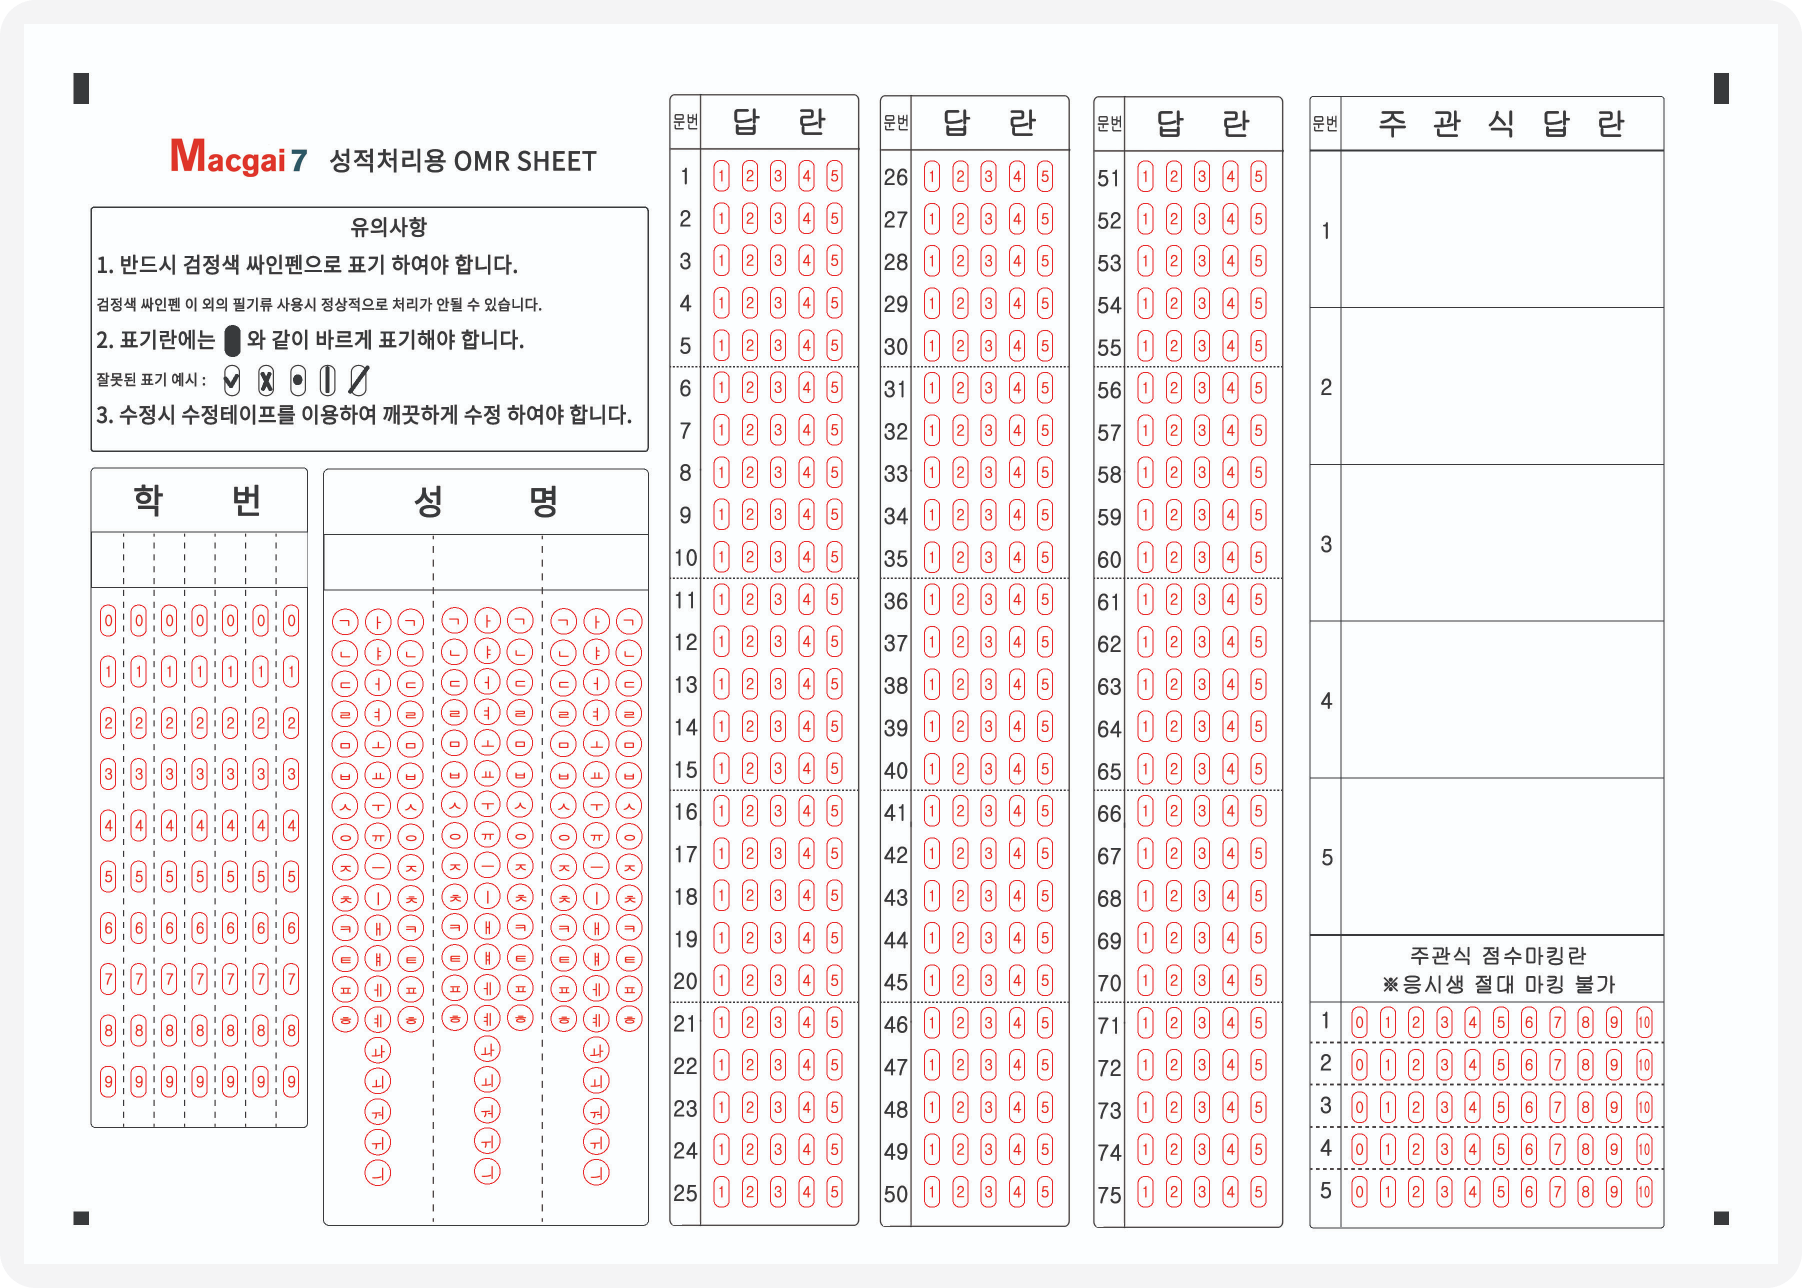 Macgai7 성적처리용 OMR SHEET
유의사항
1. 반드시 검정색 싸인펜으로 표기 하여야 합니다.
검정색 싸인펜 이 외의 필기류 사용시 정상적으로 처리가 안될 수 있습니다.
2. 표기란에는 와 같이 바르게 표기해야 합니다.
잘못된 표기 예시 :
3. 수정시 수정테이프를 이용하여 깨끗하게 수정 하여야 합니다.
학 번
0 0 0 0 0 0 0
1 1 1 1 1 1 1
2 2 2 2 2 2 2
3 3 3 3 3 3 3
4 4 4 4 4 4 4
5 5 5 5 5 5 5
6 6 6 6 6 6 6
7 7 7 7 7 7 7
8 8 8 8 8 8 8
9 9 9 9 9 9 9
성 명
ㄱ ㅏ ㄱ ㄱ ㅏ ㄱ ㄱ ㅏ ㄱ
ㄴ ㅑ ㄴ ㄴ ㅑ ㄴ ㄴ ㅑ ㄴ
ㄷ ㅓ ㄷ ㄷ ㅓ ㄷ ㄷ ㅓ ㄷ
ㄹ ㅕ ㄹ ㄹ ㅕ ㄹ ㄹ ㅕ ㄹ
ㅁ ㅗ ㅁ ㅁ ㅗ ㅁ ㅁ ㅗ ㅁ
ㅂ ㅛ ㅂ ㅂ ㅛ ㅂ ㅂ ㅛ ㅂ
ㅅ ㅜ ㅅ ㅅ ㅜ ㅅ ㅅ ㅜ ㅅ
ㅇ ㅠ ㅇ ㅇ ㅠ ㅇ ㅇ ㅠ ㅇ
ㅈ ㅡ ㅈ ㅈ ㅡ ㅈ ㅈ ㅡ ㅈ
ㅊ ㅣ ㅊ ㅊ ㅣ ㅊ ㅊ ㅣ ㅊ
ㅋ ㅐ ㅋ ㅋ ㅐ ㅋ ㅋ ㅐ ㅋ
ㅌ ㅒ ㅌ ㅌ ㅒ ㅌ ㅌ ㅒ ㅌ
ㅍ ㅔ ㅍ ㅍ ㅔ ㅍ ㅍ ㅔ ㅍ
ㅎ ㅖ ㅎ ㅎ ㅖ ㅎ ㅎ ㅖ ㅎ
ㅘ ㅘ ㅘ
ㅚ ㅚ ㅚ
ㅝ ㅝ ㅝ
ㅟ ㅟ ㅟ
ㅢ ㅢ ㅢ
문번 답 란
1 1 2 3 4 5
2 1 2 3 4 5
3 1 2 3 4 5
4 1 2 3 4 5
5 1 2 3 4 5
6 1 2 3 4 5
7 1 2 3 4 5
8 1 2 3 4 5
9 1 2 3 4 5
10 1 2 3 4 5
11 1 2 3 4 5
12 1 2 3 4 5
13 1 2 3 4 5
14 1 2 3 4 5
15 1 2 3 4 5
16 1 2 3 4 5
17 1 2 3 4 5
18 1 2 3 4 5
19 1 2 3 4 5
20 1 2 3 4 5
21 1 2 3 4 5
22 1 2 3 4 5
23 1 2 3 4 5
24 1 2 3 4 5
25 1 2 3 4 5
문번 답 란
26 1 2 3 4 5
27 1 2 3 4 5
28 1 2 3 4 5
29 1 2 3 4 5
30 1 2 3 4 5
31 1 2 3 4 5
32 1 2 3 4 5
33 1 2 3 4 5
34 1 2 3 4 5
35 1 2 3 4 5
36 1 2 3 4 5
37 1 2 3 4 5
38 1 2 3 4 5
39 1 2 3 4 5
40 1 2 3 4 5
41 1 2 3 4 5
42 1 2 3 4 5
43 1 2 3 4 5
44 1 2 3 4 5
45 1 2 3 4 5
46 1 2 3 4 5
47 1 2 3 4 5
48 1 2 3 4 5
49 1 2 3 4 5
50 1 2 3 4 5
문번 답 란
51 1 2 3 4 5
52 1 2 3 4 5
53 1 2 3 4 5
54 1 2 3 4 5
55 1 2 3 4 5
56 1 2 3 4 5
57 1 2 3 4 5
58 1 2 3 4 5
59 1 2 3 4 5
60 1 2 3 4 5
61 1 2 3 4 5
62 1 2 3 4 5
63 1 2 3 4 5
64 1 2 3 4 5
65 1 2 3 4 5
66 1 2 3 4 5
67 1 2 3 4 5
68 1 2 3 4 5
69 1 2 3 4 5
70 1 2 3 4 5
71 1 2 3 4 5
72 1 2 3 4 5
73 1 2 3 4 5
74 1 2 3 4 5
75 1 2 3 4 5
문번 주 관 식 답 란
1
2
3
4
5
주관식 점수마킹란
※응시생 절대 마킹 불가
1 0 1 2 3 4 5 6 7 8 9 10
2 0 1 2 3 4 5 6 7 8 9 10
3 0 1 2 3 4 5 6 7 8 9 10
4 0 1 2 3 4 5 6 7 8 9 10
5 0 1 2 3 4 5 6 7 8 9 10